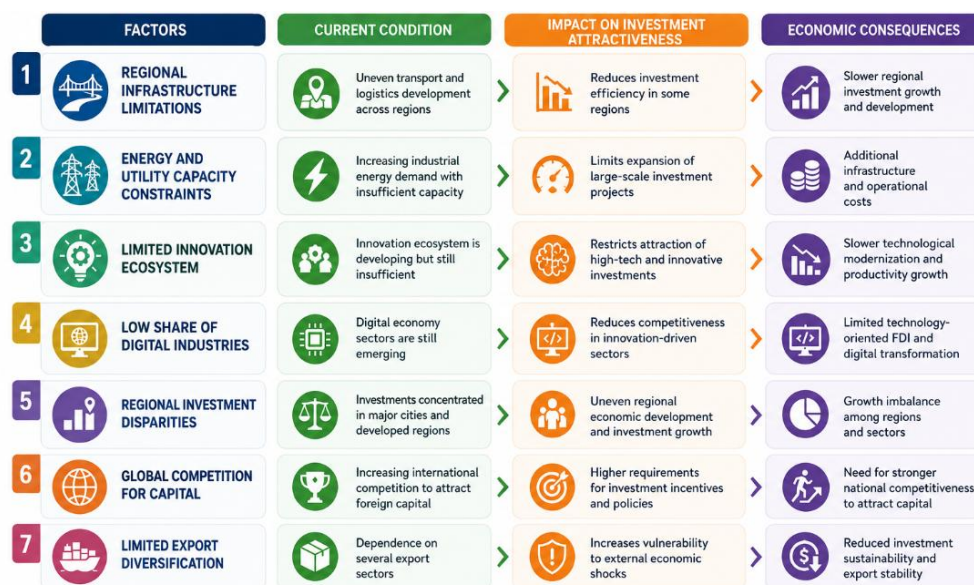 FACTORS
CURRENT CONDITION
IMPACT ON INVESTMENT
ATTRACTIVENESS
ECONOMIC CONSEQUENCES
1
REGIONAL
INFRASTRUCTURE
LIMITATIONS
Uneven transport and
logistics development
across regions
Reduces investment
efficiency in some
regions
Slower regional
investment growth
and development
2
ENERGY AND
UTILITY CAPACITY
CONSTRAINTS
Increasing industrial
energy demand with
insufficient capacity
Limits expansion of
large-scale investment
projects
Additional
infrastructure
and operational
costs
3
LIMITED INNOVATION
ECOSYSTEM
Innovation ecosystem is
developing but still
insufficient
Restricts attraction of
high-tech and innovative
investments
Slower technological
modernization and
productivity growth
4
LOW SHARE OF
DIGITAL INDUSTRIES
Digital economy
sectors are still
emerging
Reduces competitiveness
in innovation-driven
sectors
Limited technology-
oriented FDI and
digital transformation
5
REGIONAL INVESTMENT
DISPARITIES
Investments concentrated
in major cities and
developed regions
Uneven regional
economic development
and investment growth
Growth imbalance
among regions
and sectors
6
GLOBAL COMPETITION
FOR CAPITAL
Increasing international
competition to attract
foreign capital
Higher requirements
for investment incentives
and policies
Need for stronger
national competitiveness
to attract capital
7
LIMITED EXPORT
DIVERSIFICATION
Dependence on
several export
sectors
Increases vulnerability
to external economic
shocks
Reduced investment
sustainability and
export stability